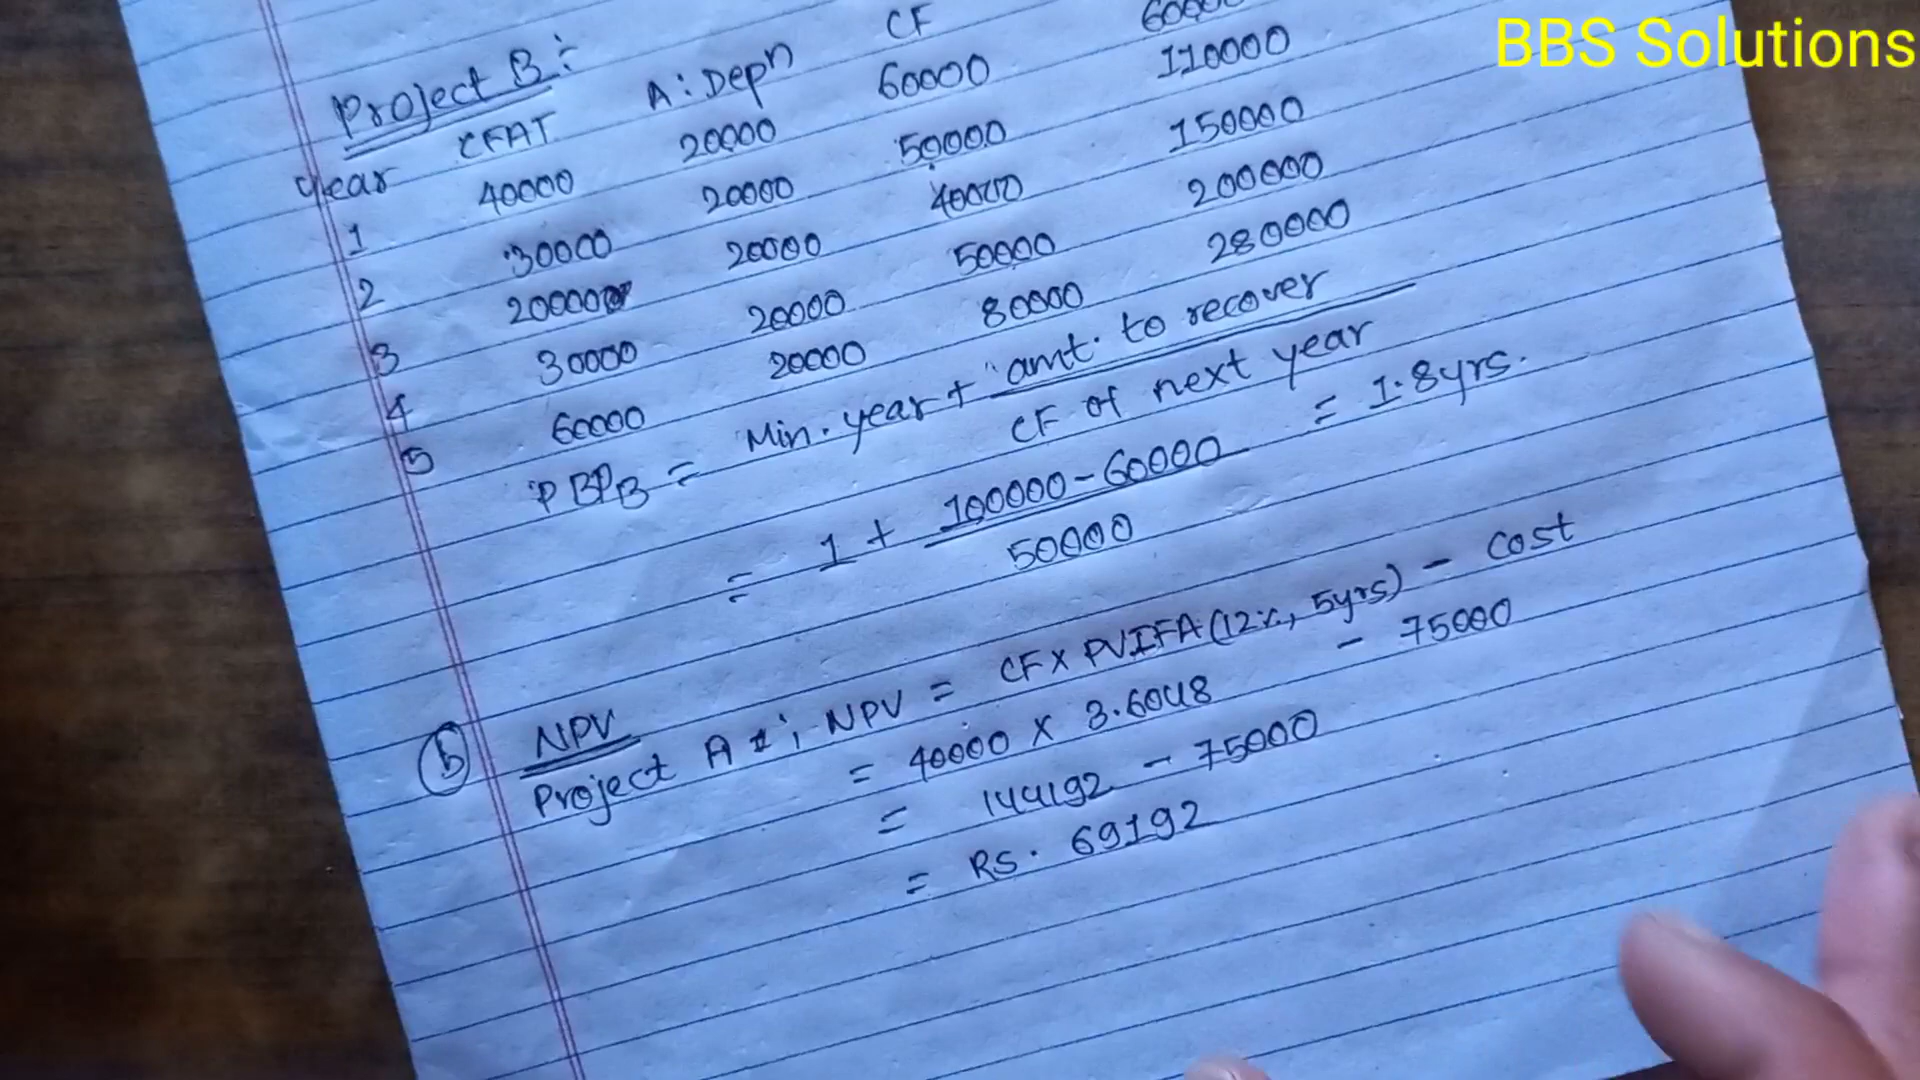 BBS Solutions
Project B:
Year CFAT A: Depn CF
1 40000 20000 60000 60000
2 30000 20000 50000 110000
3 20000 20000 40000 150000
4 30000 20000 50000 200000
5 60000 20000 80000 280000
PBPB = Min. year + amt. to recover
CF of next year
= 1 + 100000 - 60000 = 1.8yrs.
50000
(b) NPV
Project A: NPV = CF X PVIFA (12%, 5yrs) - Cost
= 40000 X 3.6048 - 75000
= 144192 - 75000
= RS. 69192